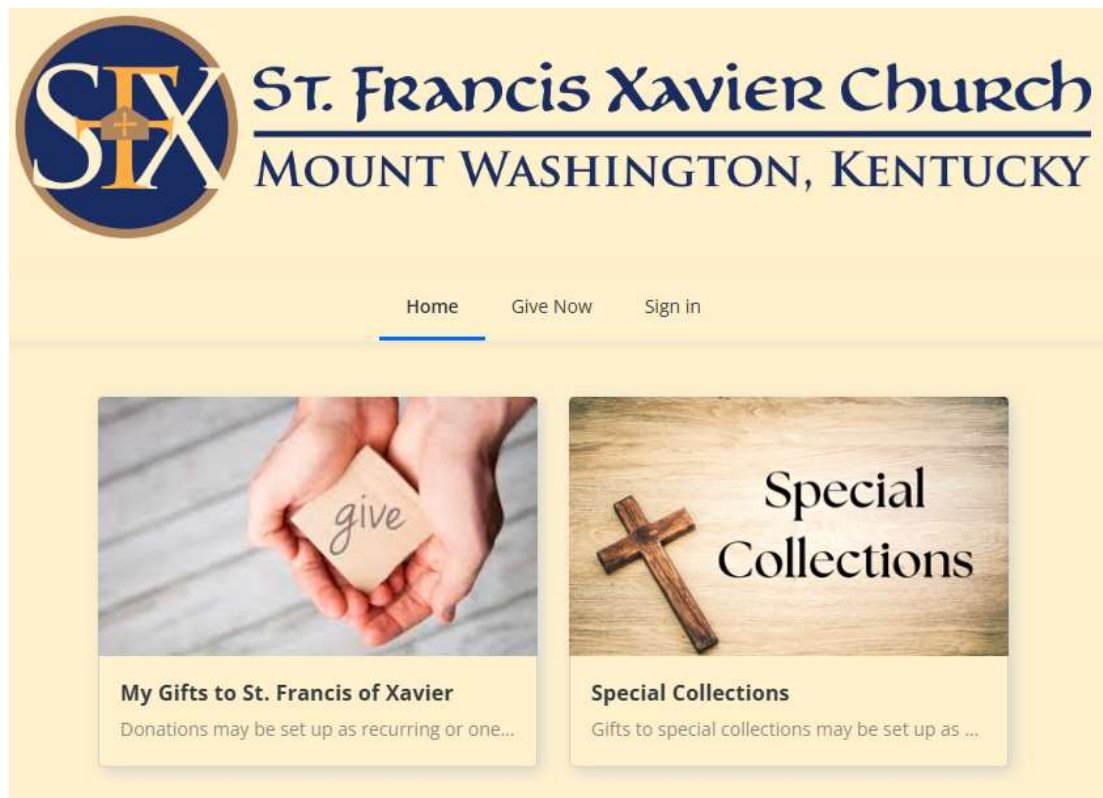 SFX
St. Francis Xavier Church
Mount Washington, Kentucky
Home Give Now Sign in
give
Special
Collections
My Gifts to St. Francis of Xavier
Donations may be set up as recurring or one...
Special Collections
Gifts to special collections may be set up as ...